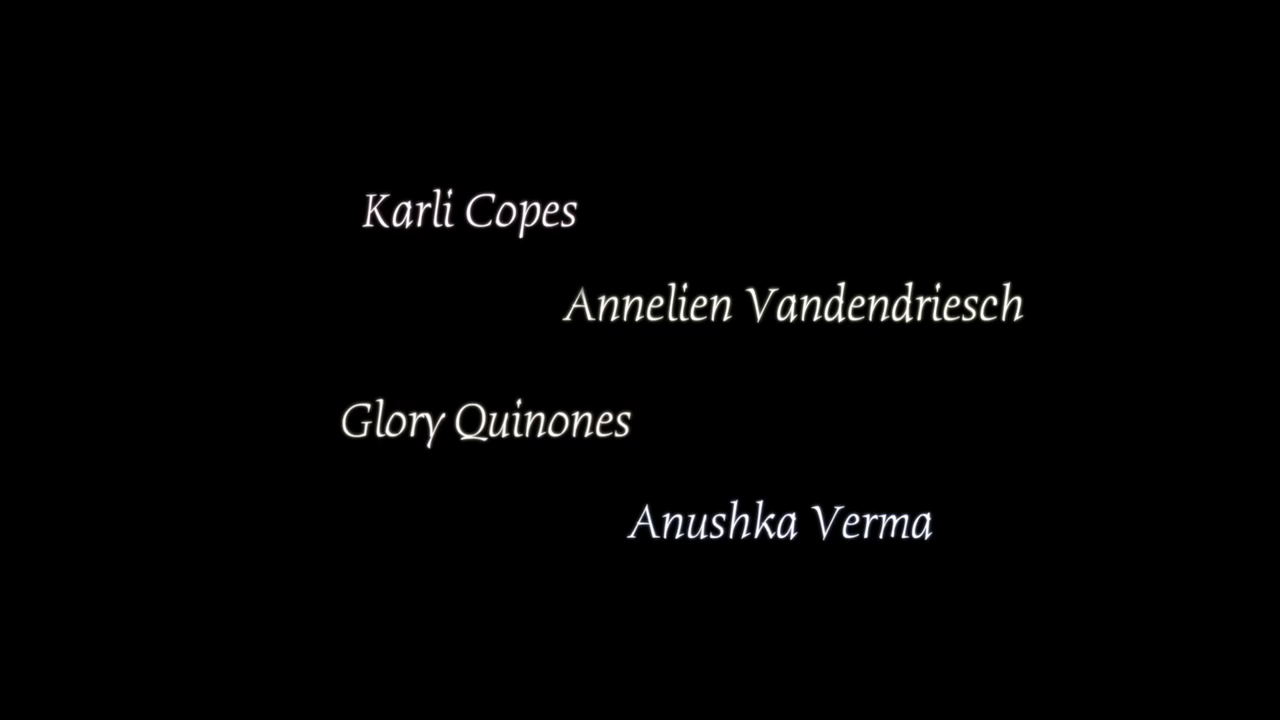 Karli Copes
Annelien Vandendriesch
Glory Quinones
Anushka Verma